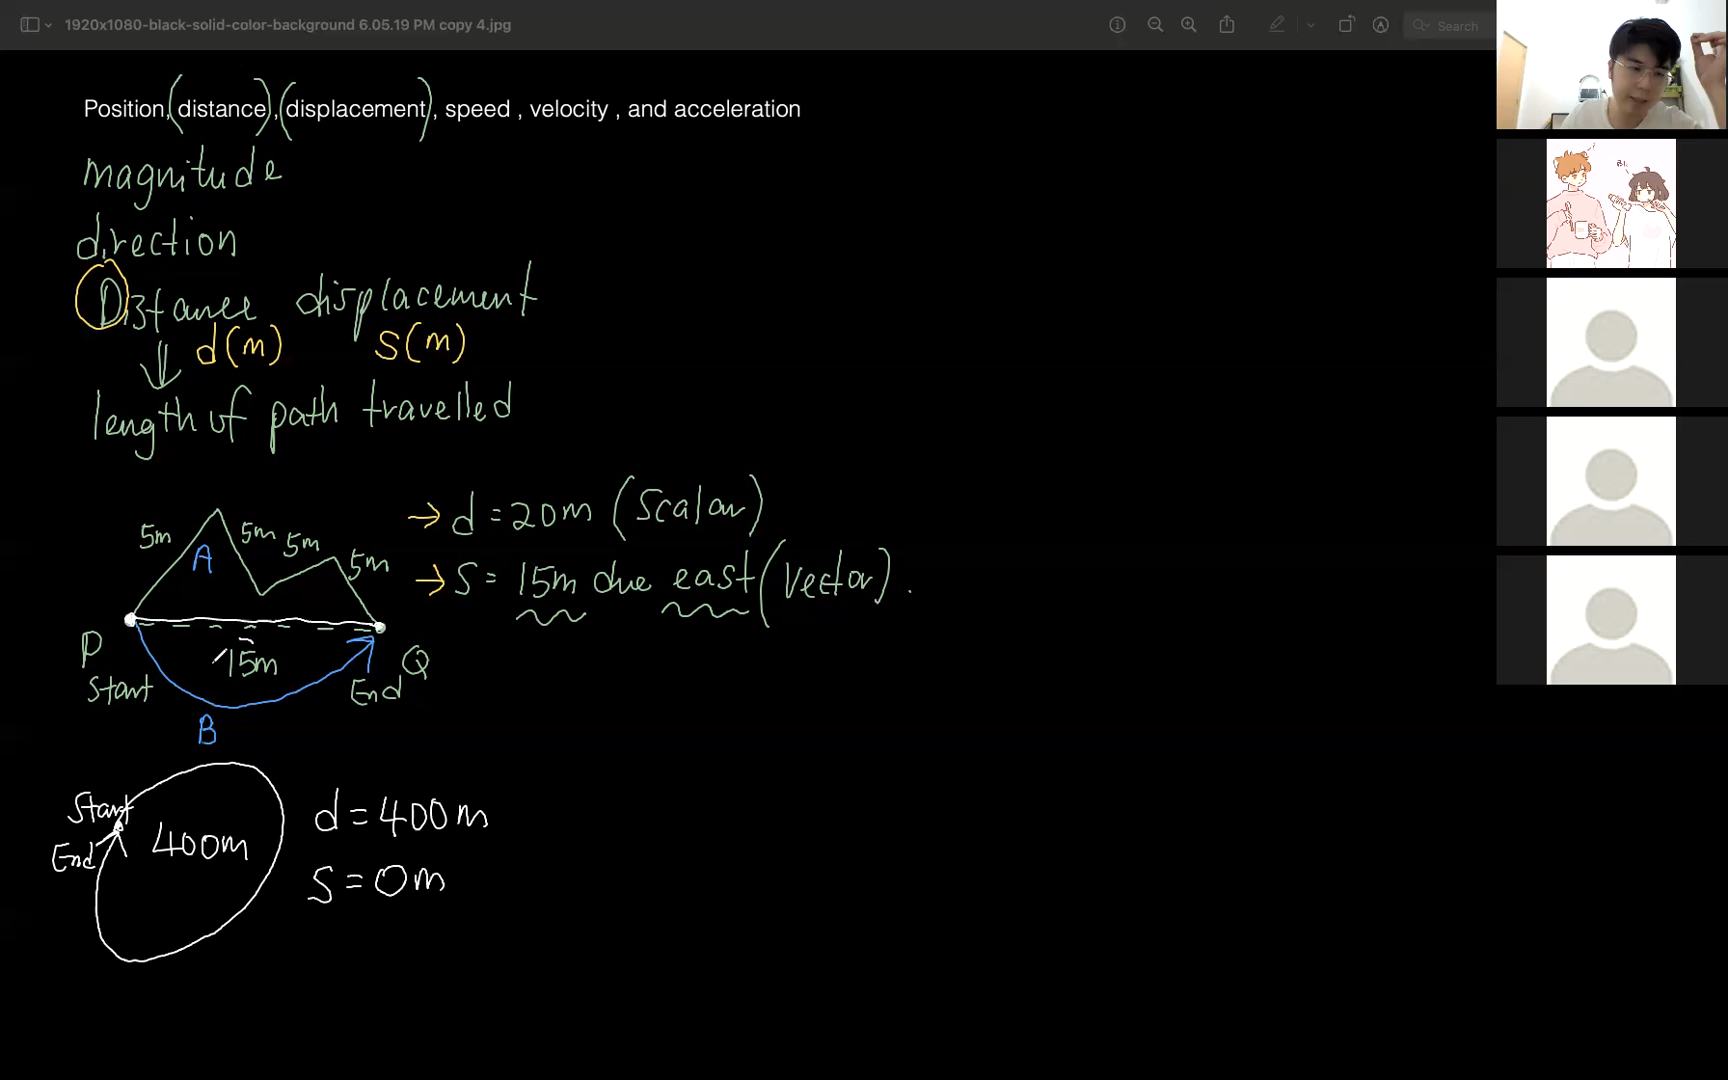 1920x1080-black-solid-color-background 6.05.19 PM copy 4.jpg
Search
Position, (distance), (displacement), speed , velocity , and acceleration
magnitude
direction
Distance displacement
d(m) s(m)
length of path travelled
5m 5m 5m 5m
A
→ d = 20m (Scalar)
→ S = 15m due east (Vector).
15m
P Q
Start End
B
Start
End
400m
d = 400m
S = 0m